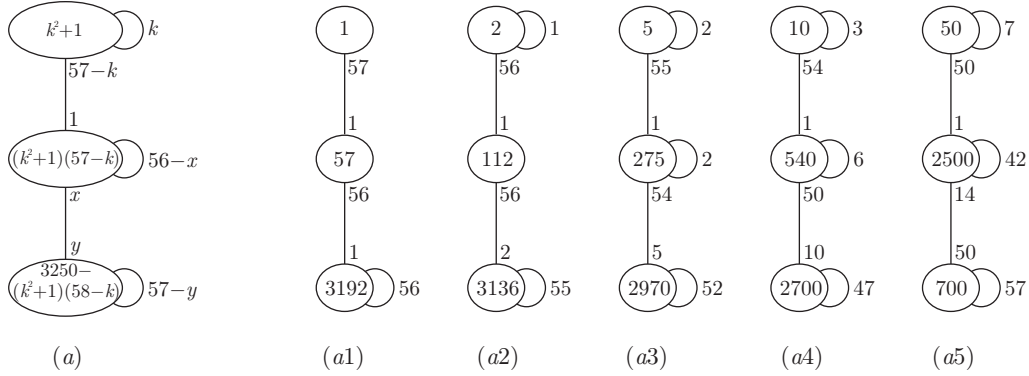 k²+1 k 1 2 1 5 2 10 3 50 7
57−k 57 56 55 54 50
1 1 1 1 1 1
(k²+1)(57−k) 56−x 57 112 275 2 540 6 2500 42
x 56 56 54 50 14
y 1 2 5 10 50
3250−
(k²+1)(58−k) 57−y 3192 56 3136 55 2970 52 2700 47 700 57
(a) (a1) (a2) (a3) (a4) (a5)